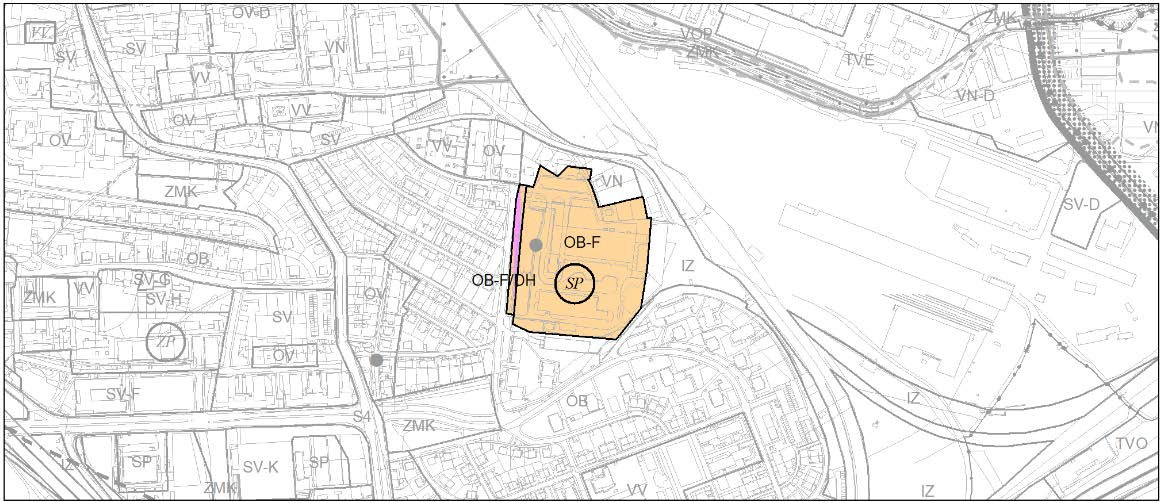 OV-D
ZMK
VV
SV
SV
VN
VOP
ZMK
TVE
VV
VN-D
VV
OV
SV
VV
OV
ZMK
VN
SV-D
OB-F
OB
IZ
SV-G
OB-F/DH
SP
ZMK
VV
SV-H
OV
SV
ZP
OV
SV-F
IZ
OB
S4
ZMK
TVO
IZ
SP
SV-K
SP
ZMK
VV
IZ